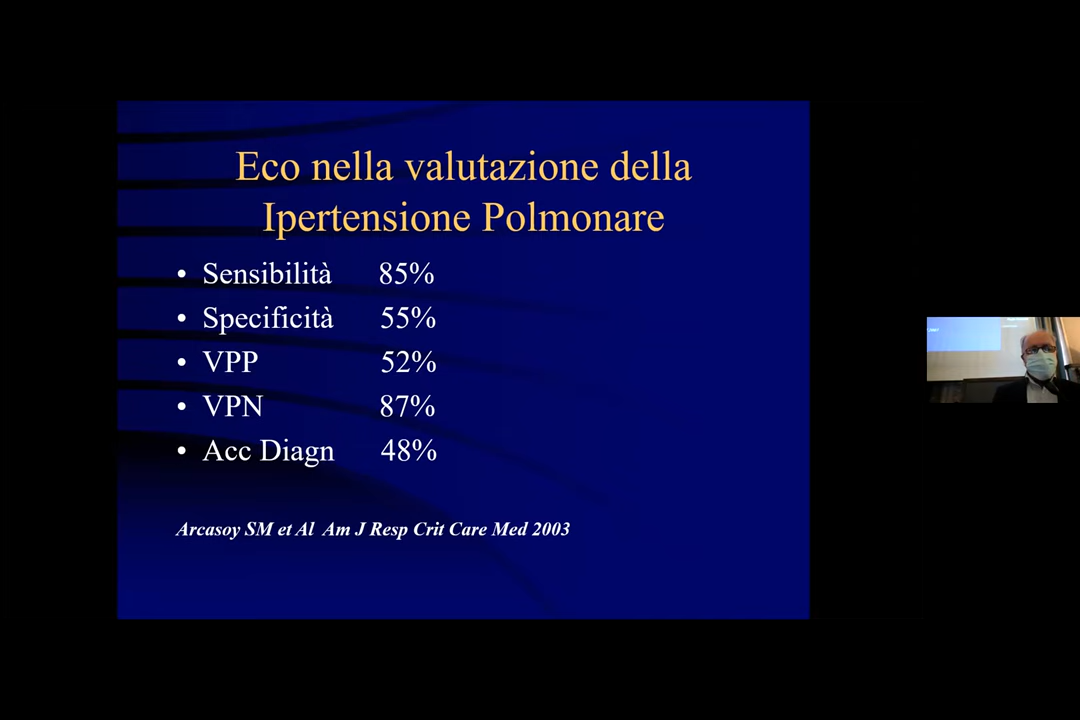 Eco nella valutazione della
Ipertensione Polmonare
• Sensibilità 85%
• Specificità 55%
• VPP 52%
• VPN 87%
• Acc Diagn 48%
Arcasoy SM et Al Am J Resp Crit Care Med 2003